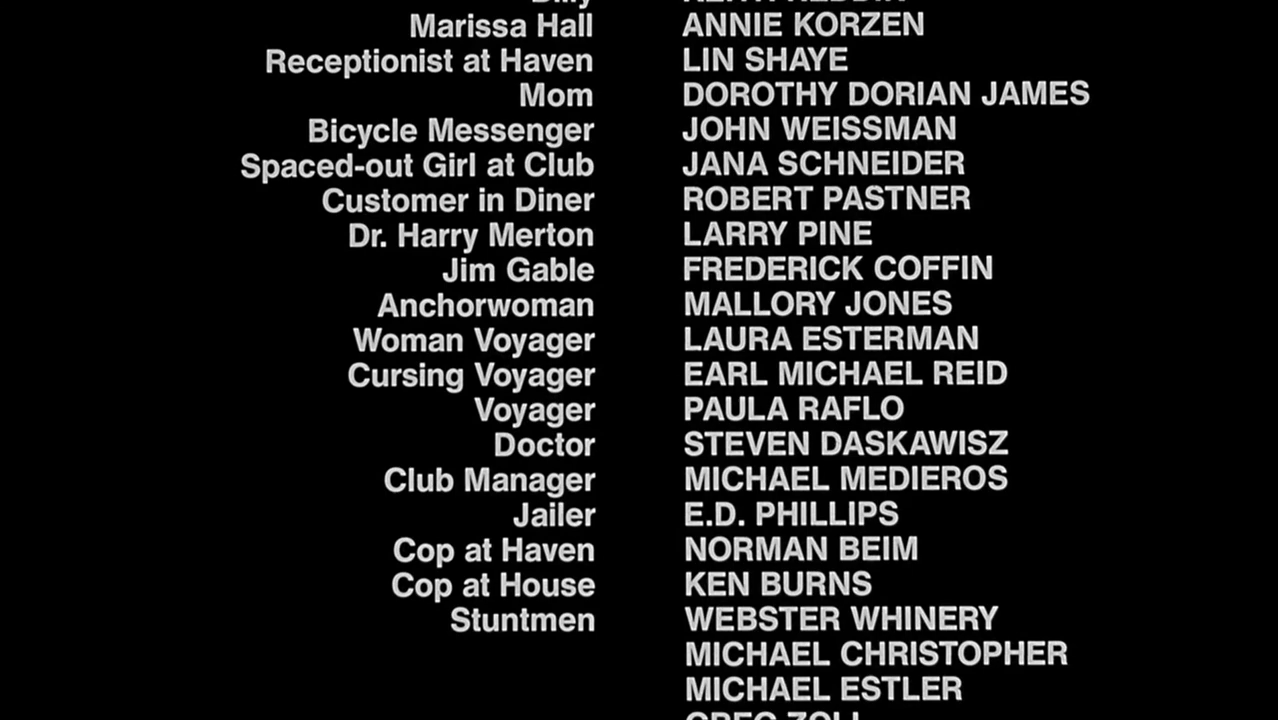 Billy
Marissa Hall ANNIE KORZEN
Receptionist at Haven LIN SHAYE
Mom DOROTHY DORIAN JAMES
Bicycle Messenger JOHN WEISSMAN
Spaced-out Girl at Club JANA SCHNEIDER
Customer in Diner ROBERT PASTNER
Dr. Harry Merton LARRY PINE
Jim Gable FREDERICK COFFIN
Anchorwoman MALLORY JONES
Woman Voyager LAURA ESTERMAN
Cursing Voyager EARL MICHAEL REID
Voyager PAULA RAFLO
Doctor STEVEN DASKAWISZ
Club Manager MICHAEL MEDIEROS
Jailer E.D. PHILLIPS
Cop at Haven NORMAN BEIM
Cop at House KEN BURNS
Stuntmen WEBSTER WHINERY
MICHAEL CHRISTOPHER
MICHAEL ESTLER
GREG ZOLL